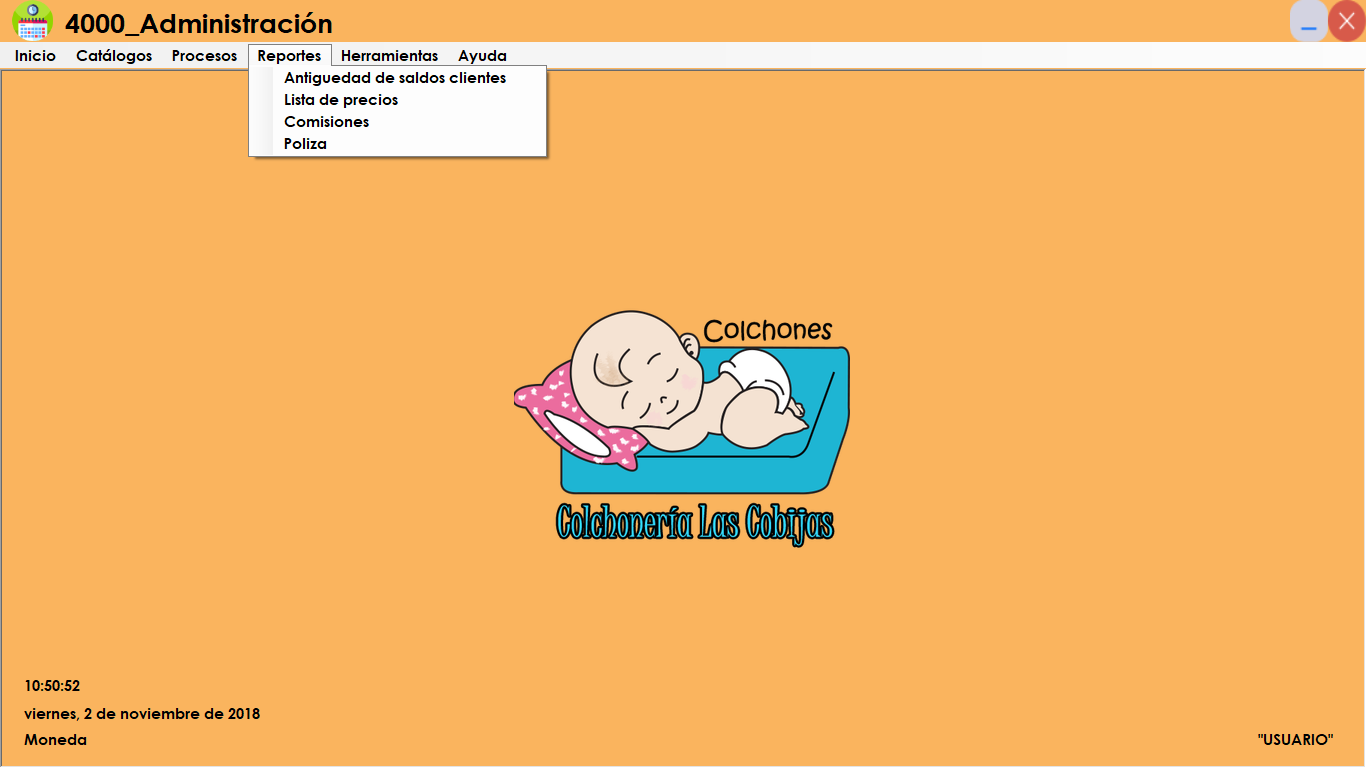 4000_Administración
Inicio Catálogos Procesos Reportes Herramientas Ayuda
Antiguedad de saldos clientes
Lista de precios
Comisiones
Poliza
Colchones
Colchonería Las Cobijas
10:50:52
viernes, 2 de noviembre de 2018
Moneda
"USUARIO"